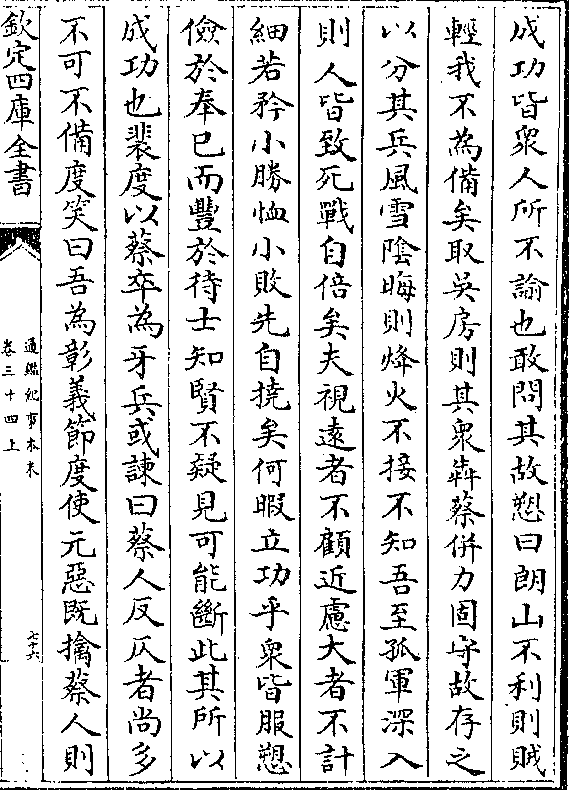 成功皆衆人所不諭也敢問其故愬曰朗山不利則賊
輕我不為備矣取吳房則其衆犇蔡併力固守故存之
以分其兵風雪陰晦則烽火不接不知吾至孤軍深入
則人皆致死戰自倍矣夫視逺者不顧近慮大者不計
細若矜小勝恤小敗先自撓矣何暇立功乎衆皆服愬
儉於奉已而豐於待士知賢不疑見可能斷此其所以
成功也裴度以蔡卒為牙兵或諫曰蔡人反仄者尚多
不可不備度笑曰吾為彰義節度使元惡既擒蔡人則
欽定四庫全書
通鑑紀事本末
卷三十四上
七十六